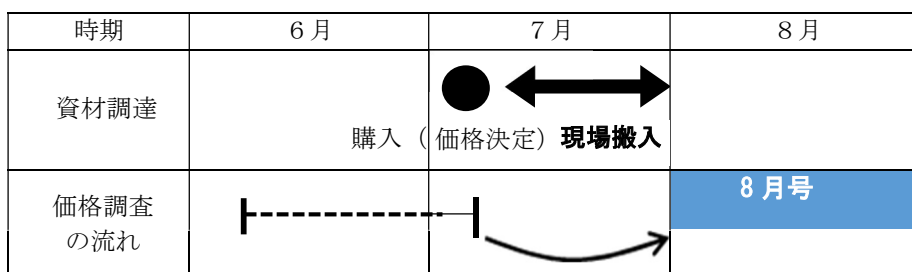 時期 6月 7月 8月
資材調達
購入（価格決定）現場搬入
価格調査
の流れ
8月号